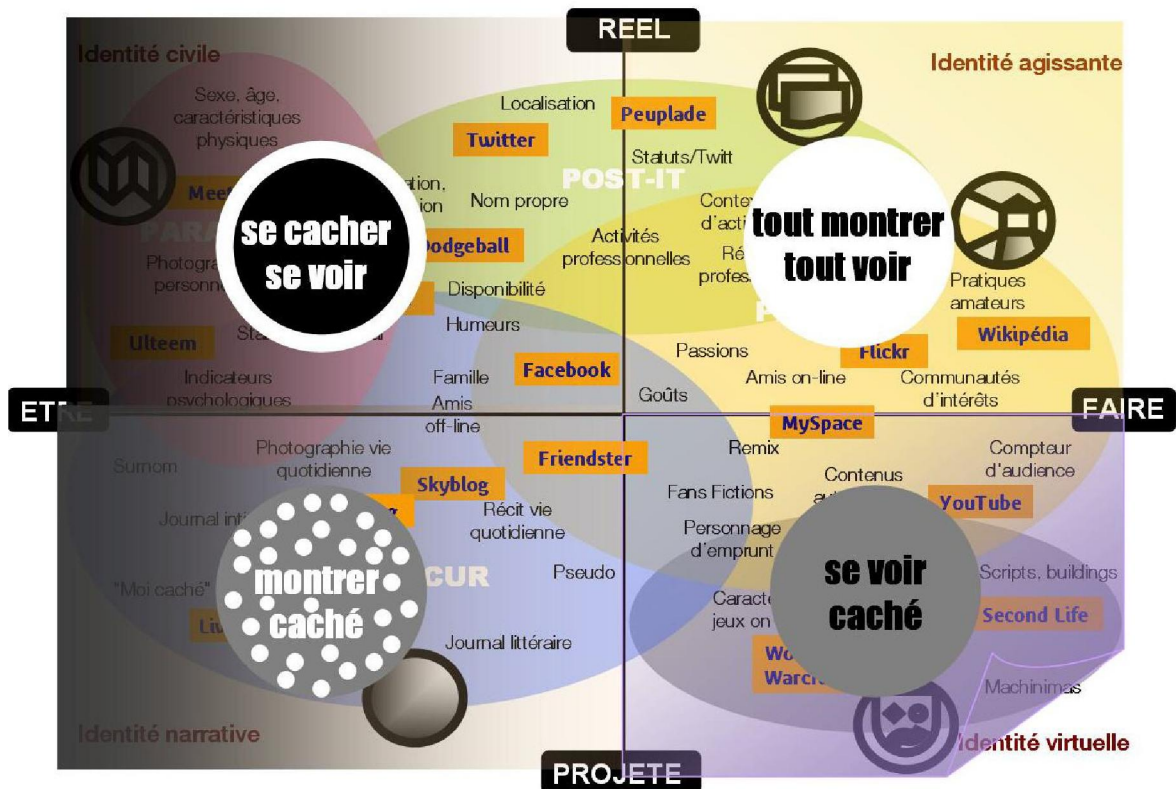 REEL
Identité civile
Identité agissante
Sexe, âge,
caractéristiques
physiques
Localisation
Peuplade
Twitter
Statuts/Twitt
POST-IT
Nom propre
se cacher
se voir
tout montrer
tout voir
Activités
professionnelles
Disponibilité
Humeurs
Pratiques
amateurs
Ulteem
Facebook
Passions
Flickr
Wikipédia
Indicateurs
psychologiques
Famille
Goûts
Amis on-line
Communautés
d'intérêts
ETRE
FAIRE
Amis
off-line
MySpace
Surnom
Photographie vie
quotidienne
Friendster
Remix
Compteur
d'audience
Skyblog
Contenus
Fans Fictions
YouTube
Récit vie
quotidienne
Personnage
d'emprunt
montrer
caché
se voir
caché
"Moi caché"
Pseudo
Scripts, buildings
jeux on
Second Life
Journal littéraire
Machinimas
Identité narrative
Identité virtuelle
PROJETE